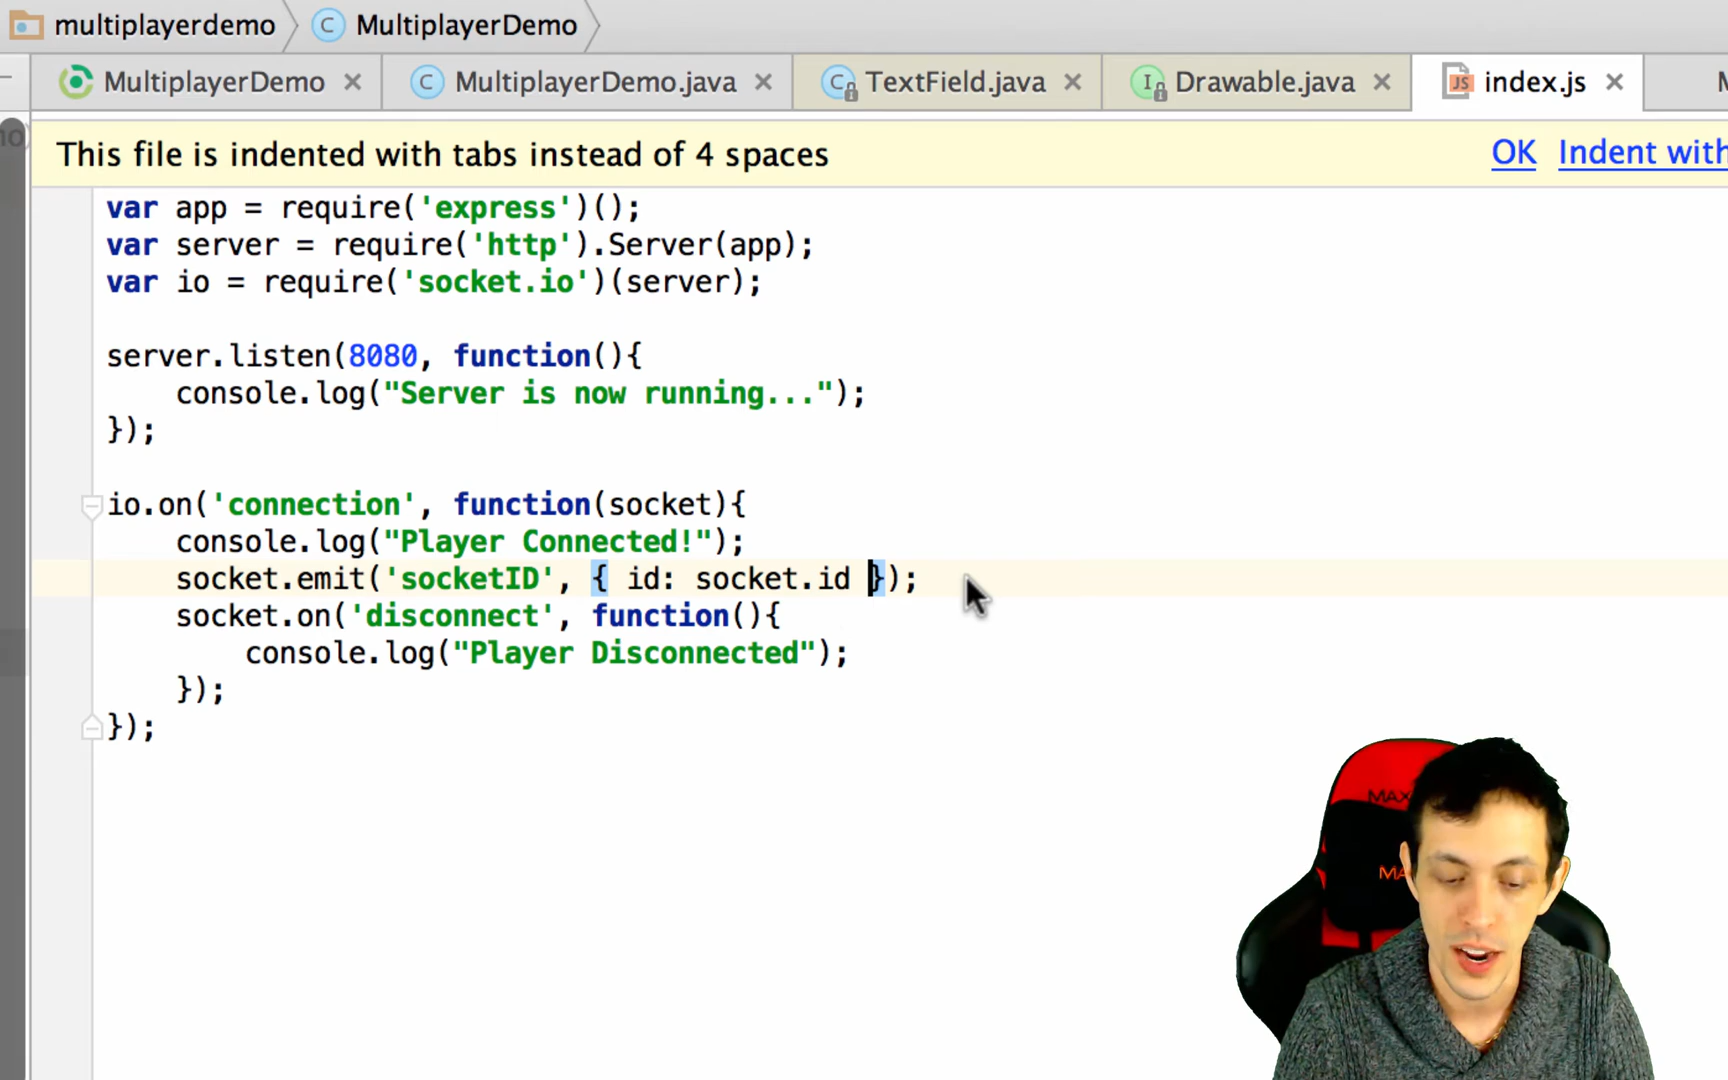 multiplayerdemo MultiplayerDemo
MultiplayerDemo MultiplayerDemo.java TextField.java Drawable.java index.js
This file is indented with tabs instead of 4 spaces OK Indent with
var app = require('express')();
var server = require('http').Server(app);
var io = require('socket.io')(server);
server.listen(8080, function(){
console.log("Server is now running...");
});
io.on('connection', function(socket){
console.log("Player Connected!");
socket.emit('socketID', { id: socket.id });
socket.on('disconnect', function(){
console.log("Player Disconnected");
});
});